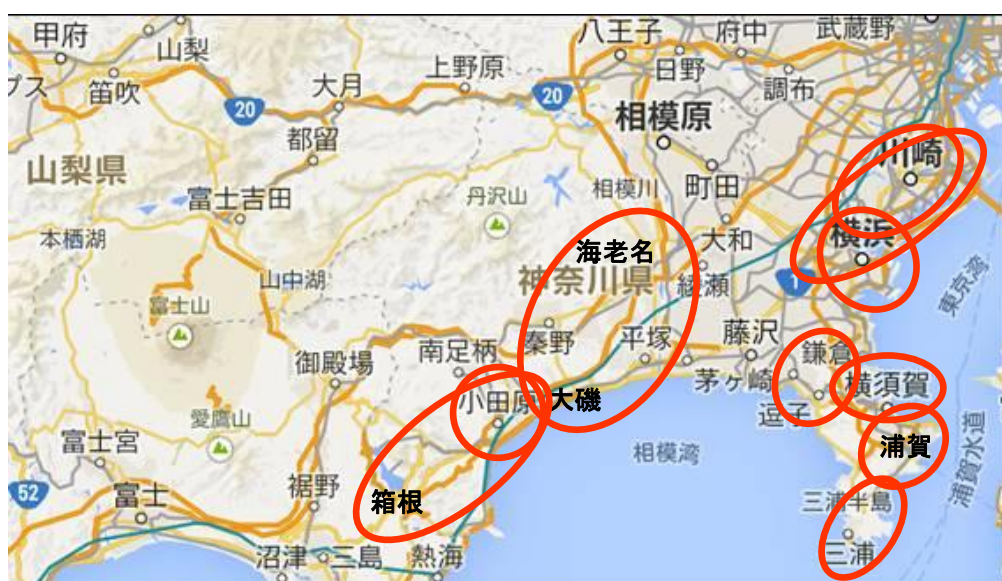 甲府
山梨
八王子
府中
武蔵野
プス
笛吹
20
大月
上野原
20
日野
調布
都留
相模原
川崎
山梨県
富士吉田
丹沢山
相模川
町田
本栖湖
山中湖
海老名
大和
横浜
神奈川県
綾瀬
1
東京湾
富士山
御殿場
南足柄
秦野
平塚
藤沢
鎌倉
茅ヶ崎
横須賀
愛鷹山
小田原
大磯
逗子
富士宮
相模湾
浦賀
浦賀水道
52
富士
裾野
箱根
三浦半島
三浦
沼津
三島
熱海